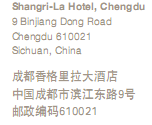 Shangri-La Hotel, Chengdu
9 Binjiang Dong Road
Chengdu 610021
Sichuan, China
成都香格里拉大酒店
中国成都市滨江东路9号
邮政编码610021